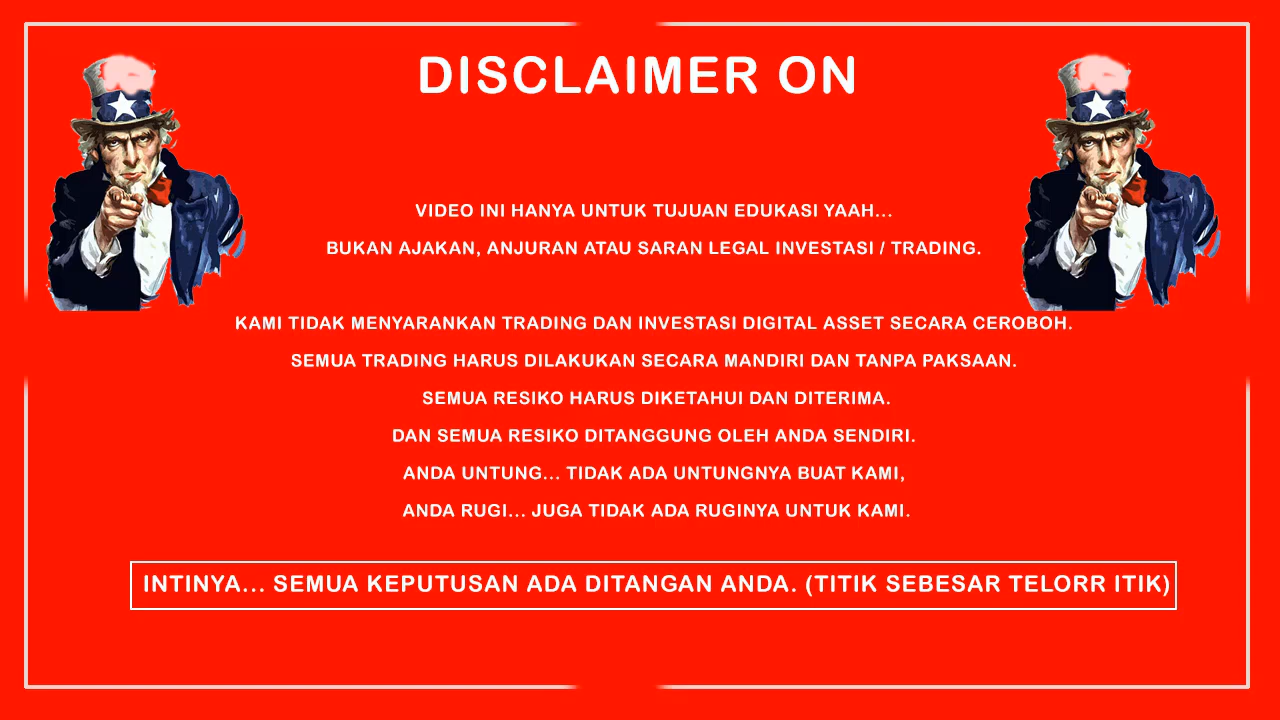 DISCLAIMER ON
VIDEO INI HANYA UNTUK TUJUAN EDUKASI YAAH...
BUKAN AJAKAN, ANJURAN ATAU SARAN LEGAL INVESTASI / TRADING.
KAMI TIDAK MENYARANKAN TRADING DAN INVESTASI DIGITAL ASSET SECARA CEROBOH.
SEMUA TRADING HARUS DILAKUKAN SECARA MANDIRI DAN TANPA PAKSAAN.
SEMUA RESIKO HARUS DIKETAHUI DAN DITERIMA.
DAN SEMUA RESIKO DITANGGUNG OLEH ANDA SENDIRI.
ANDA UNTUNG... TIDAK ADA UNTUNGNYA BUAT KAMI,
ANDA RUGI... JUGA TIDAK ADA RUGINYA UNTUK KAMI.
INTINYA... SEMUA KEPUTUSAN ADA DITANGAN ANDA. (TITIK SEBESAR TELORR ITIK)